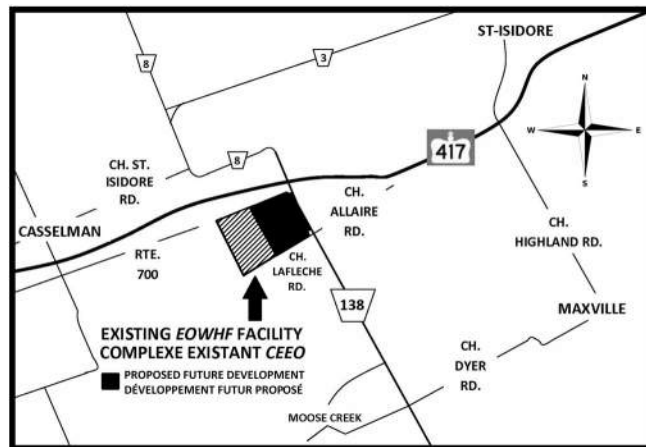 ST-ISIDORE
3
8
N
W
E
S
417
8
CH. ST.
ISIDORE
RD.
CH.
ALLAIRE
RD.
CASSELMAN
CH.
HIGHLAND RD.
RTE.
700
CH.
LAFLECHE
RD.
138
MAXVILLE
EXISTING EOWHF FACILITY
COMPLEXE EXISTANT CEEO
PROPOSED FUTURE DEVELOPMENT
DÉVELOPPEMENT FUTUR PROPOSÉ
CH.
DYER
RD.
MOOSE CREEK